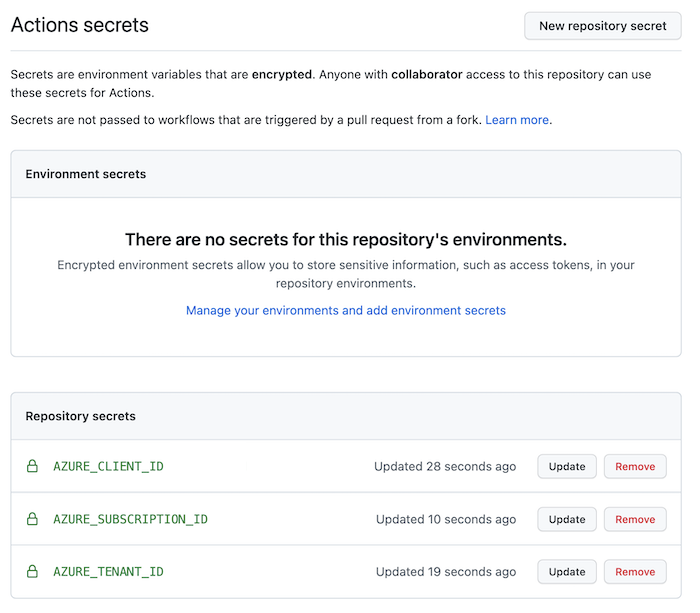 Actions secrets
New repository secret
Secrets are environment variables that are encrypted. Anyone with collaborator access to this repository can use
these secrets for Actions.
Secrets are not passed to workflows that are triggered by a pull request from a fork. Learn more.
Environment secrets
There are no secrets for this repository's environments.
Encrypted environment secrets allow you to store sensitive information, such as access tokens, in your
repository environments.
Manage your environments and add environment secrets
Repository secrets
AZURE_CLIENT_ID Updated 28 seconds ago Update Remove
AZURE_SUBSCRIPTION_ID Updated 10 seconds ago Update Remove
AZURE_TENANT_ID Updated 19 seconds ago Update Remove